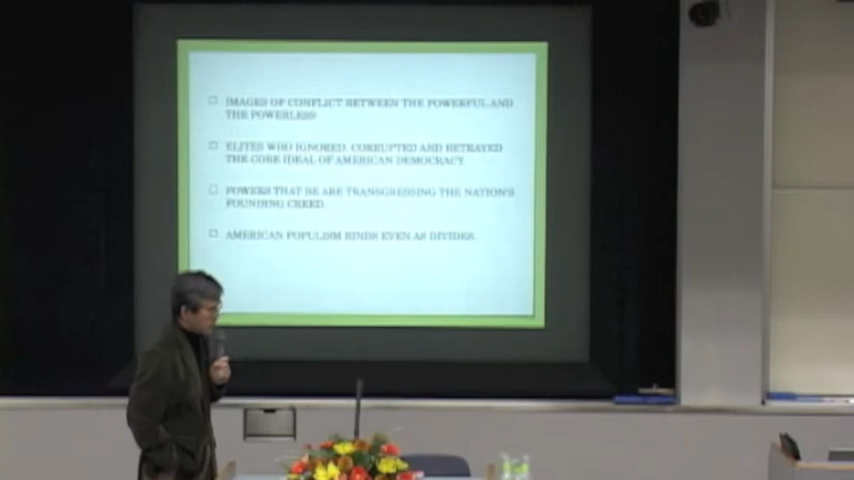 IMAGES OF CONFLICT BETWEEN THE POWERFUL AND
THE POWERLESS
ELITES WHO IGNORED, CORRUPTED AND BETRAYED
THE CORE IDEAL OF AMERICAN DEMOCRACY.
POWERS THAT BE ARE TRANSGRESSING THE NATION'S
FOUNDING CREED.
AMERICAN POPULISM BINDS EVEN AS DIVIDES.